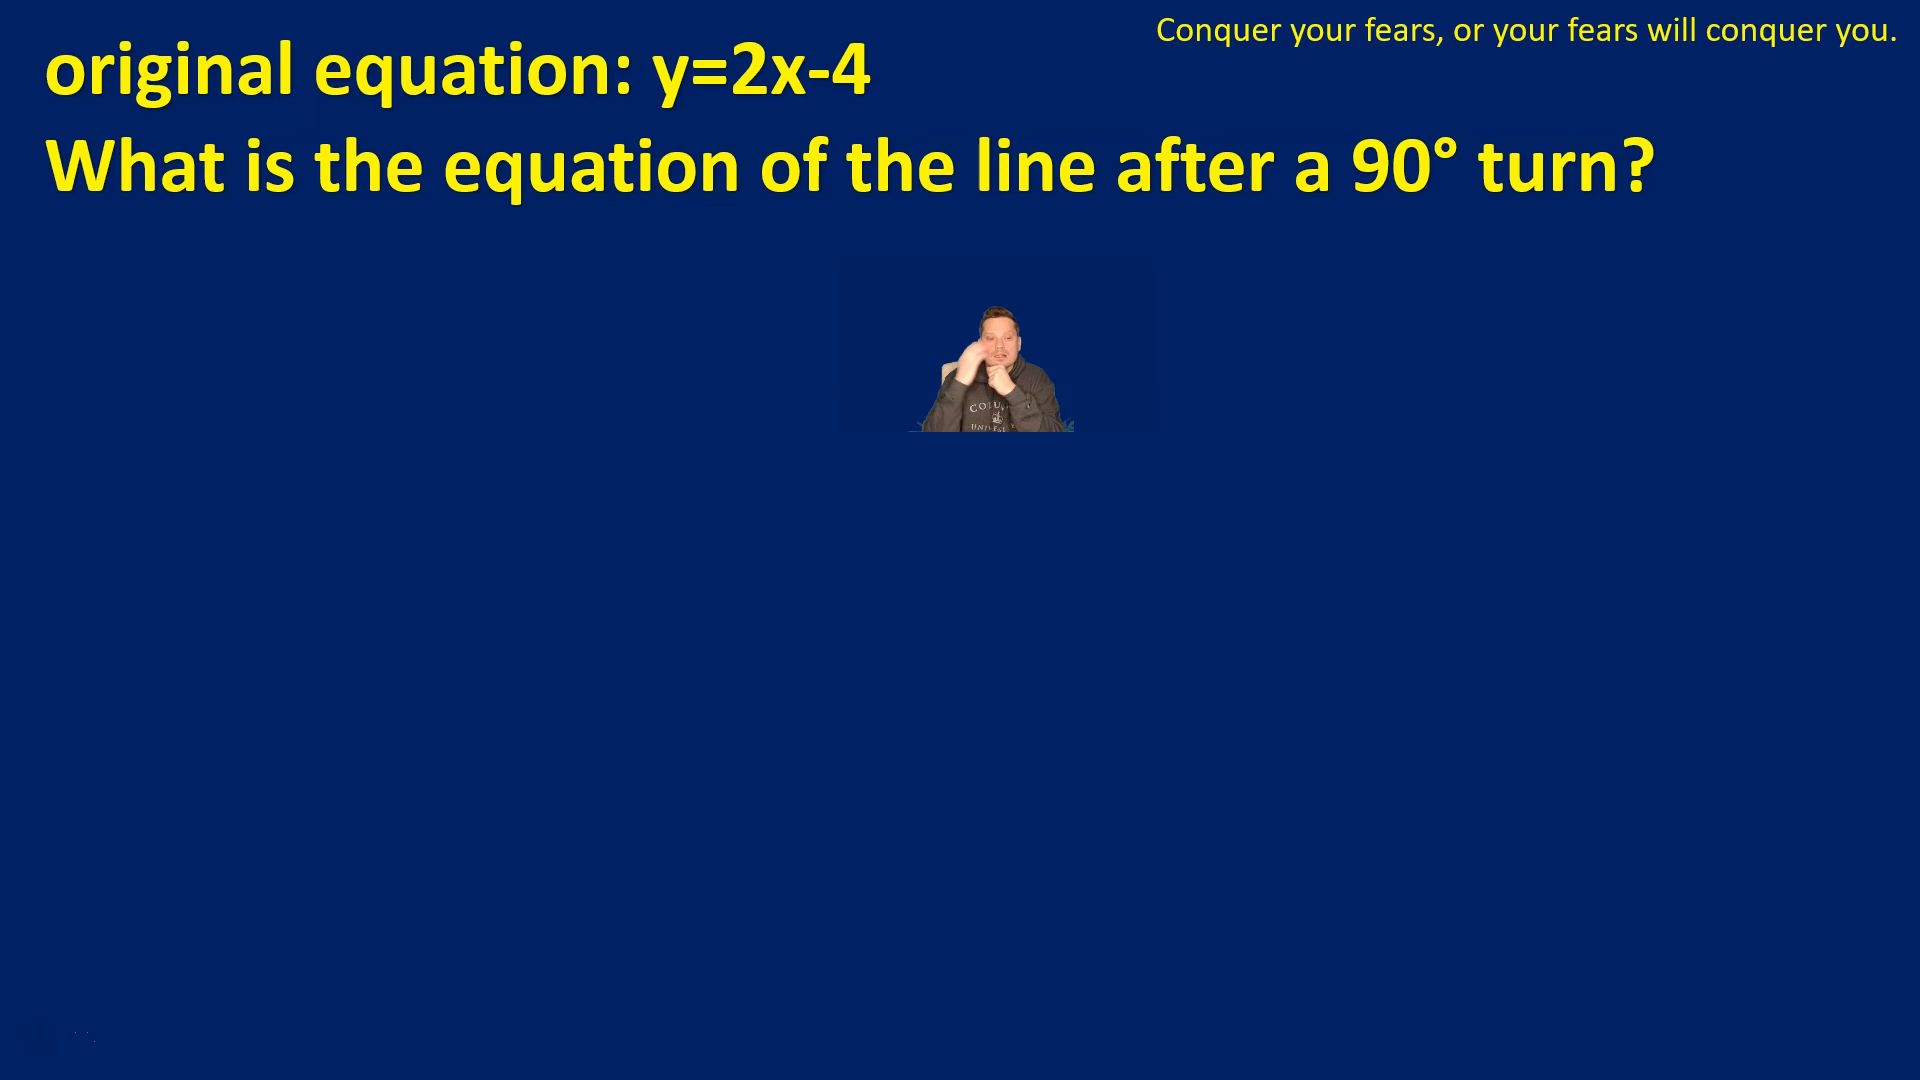 Conquer your fears, or your fears will conquer you.
original equation: y=2x-4
What is the equation of the line after a 90° turn?